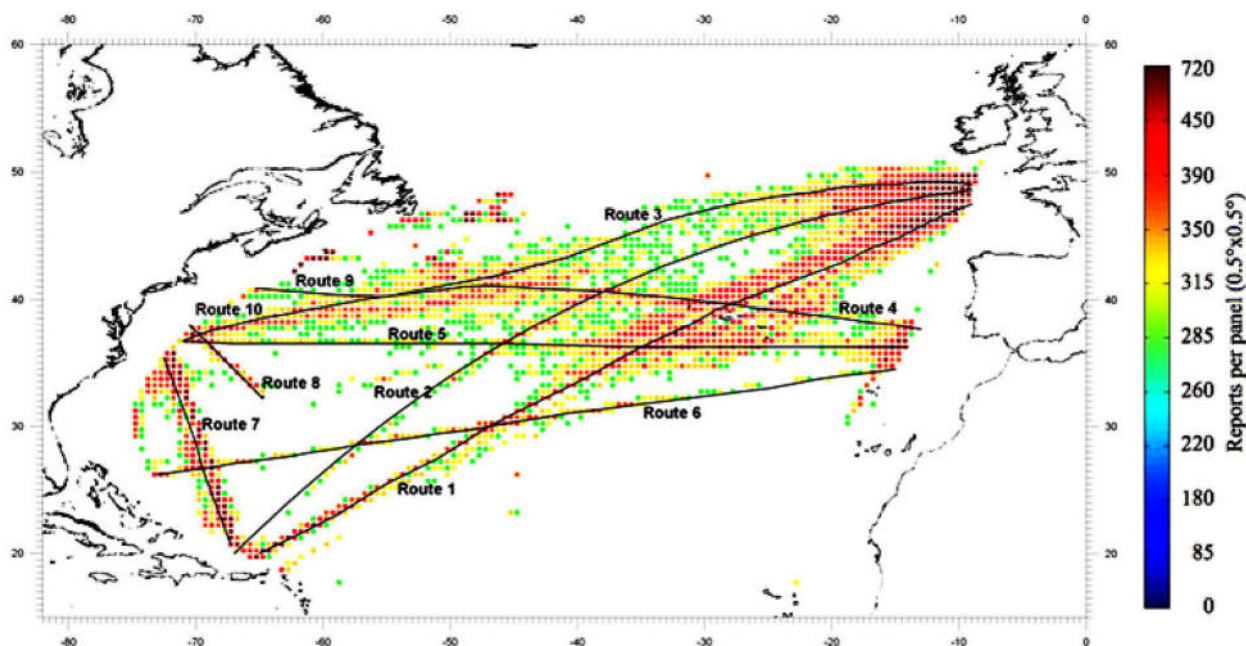 -80 -70 -60 -50 -40 -30 -20 -10 0
60 60
50 50
40 40
30 30
20 20
Route 3
Route 9
Route 10
Route 4
Route 5
Route 8
Route 2
Route 6
Route 7
Route 1
-80 -70 -60 -50 -40 -30 -20 -10 0
720
450
390
350
315
285
260
220
180
85
0
Reports per panel (0.5°x0.5°)